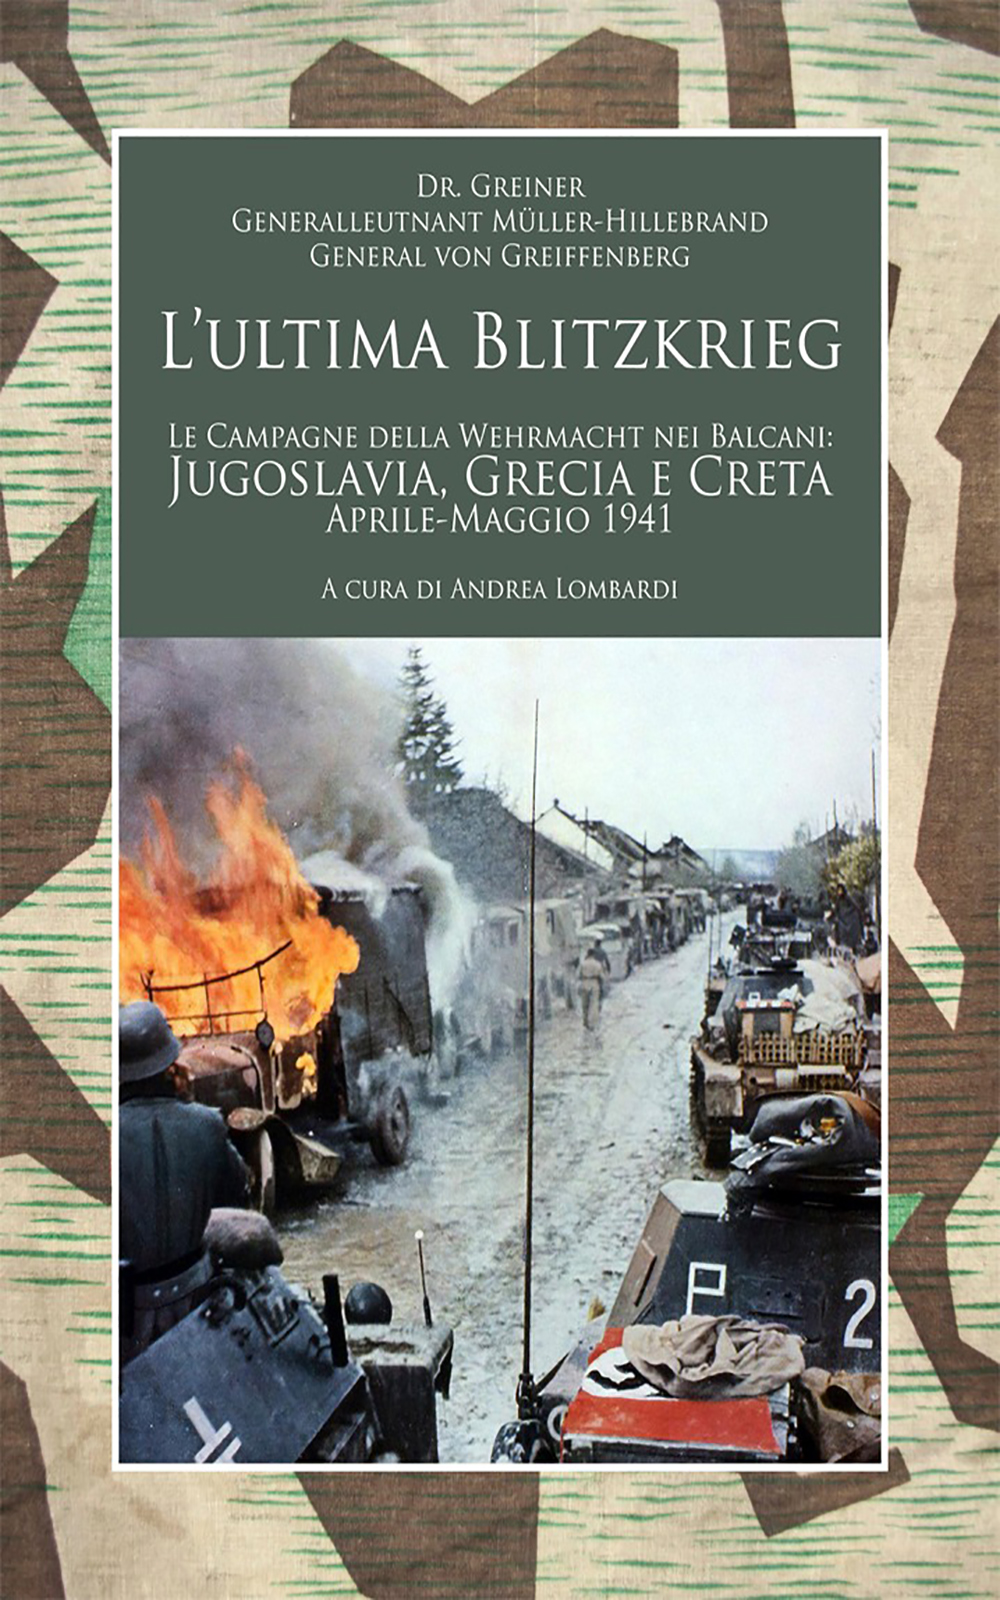 Dr. Greiner
Generalleutnant Müller-Hillebrand
General von Greiffenberg
L'ultima Blitzkrieg
Le Campagne della Wehrmacht nei Balcani:
Jugoslavia, Grecia e Creta
Aprile-Maggio 1941
A cura di Andrea Lombardi
P 2